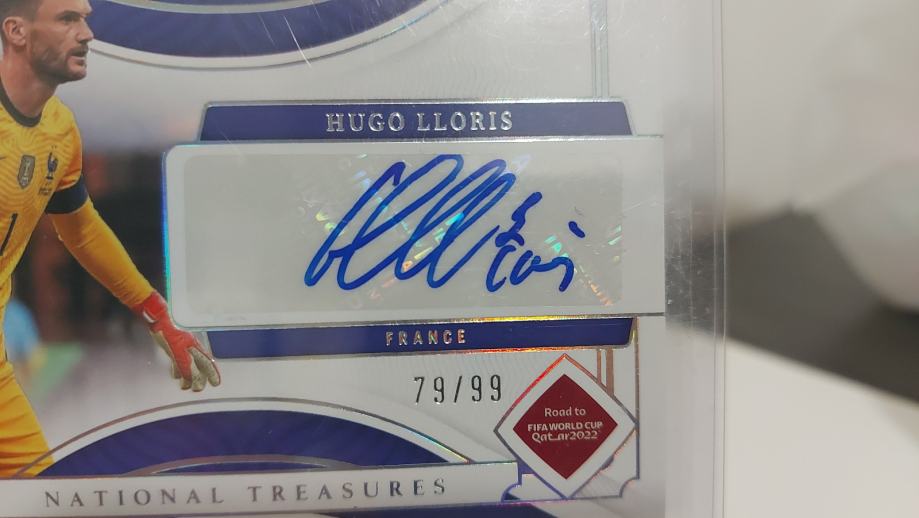 HUGO LLORIS
FRANCE
79/99
Road to
FIFA WORLD CUP
Qatar2022
NATIONAL TREASURES